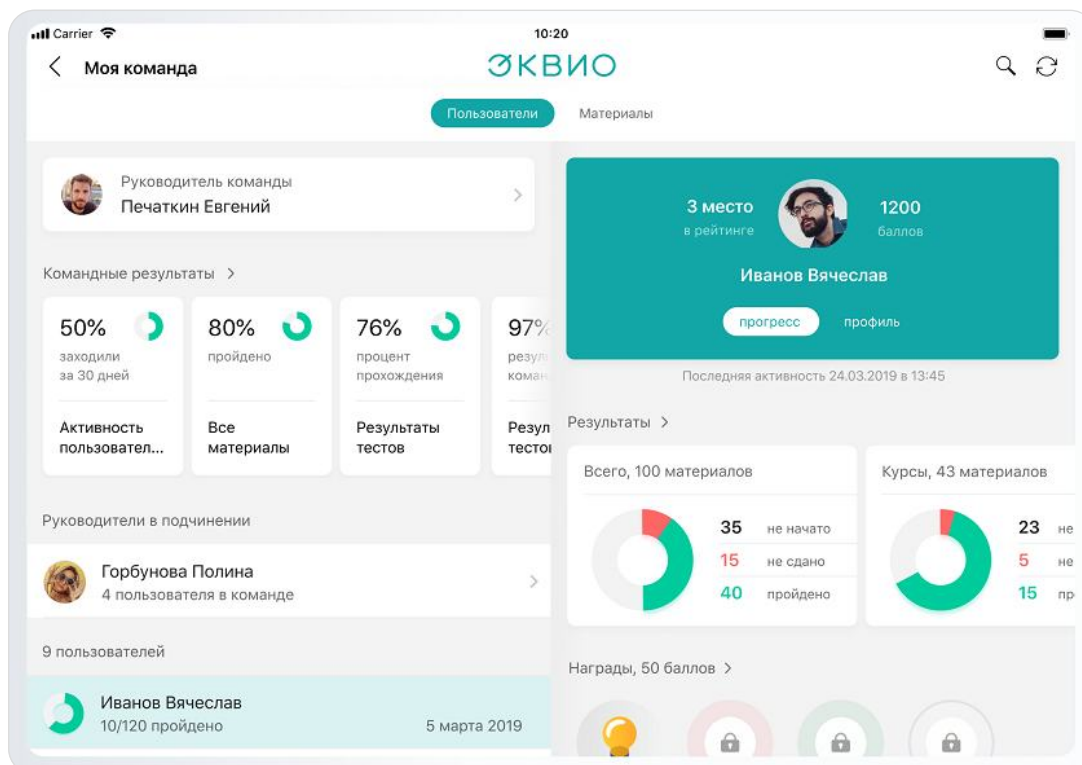 Carrier
10:20
Моя команда
ЭКВИО
Пользователи
Материалы
Руководитель команды
Печаткин Евгений
Командные результаты
50%
заходили
за 30 дней
Активность
пользовател...
80%
пройдено
Все
материалы
76%
процент
прохождения
Результаты
тестов
97%
Руководители в подчинении
Горбунова Полина
4 пользователя в команде
9 пользователей
Иванов Вячеслав
10/120 пройдено
5 марта 2019
3 место
в рейтинге
1200
баллов
Иванов Вячеслав
прогресс
профиль
Последняя активность 24.03.2019 в 13:45
Результаты
Всего, 100 материалов
35 не начато
15 не сдано
40 пройдено
Курсы, 43 материалов
23 не
5 не
15
Награды, 50 баллов